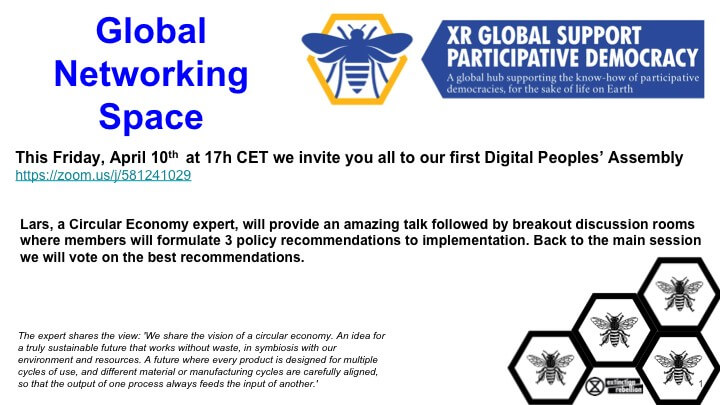 Global
Networking
Space
XR GLOBAL SUPPORT
PARTICIPATIVE DEMOCRACY
A global hub supporting the know-how of participative
democracies, for the sake of life on Earth
This Friday, April 10th at 17h CET we invite you all to our first Digital Peoples’ Assembly
https://zoom.us/j/581241029
Lars, a Circular Economy expert, will provide an amazing talk followed by breakout discussion rooms
where members will formulate 3 policy recommendations to implementation. Back to the main session
we will vote on the best recommendations.
The expert shares the view: 'We share the vision of a circular economy. An idea for
a truly sustainable future that works without waste, in symbiosis with our
environment and resources. A future where every product is designed for multiple
cycles of use, and different material or manufacturing cycles are carefully aligned,
so that the output of one process always feeds the input of another.'
extinction
rebellion
1